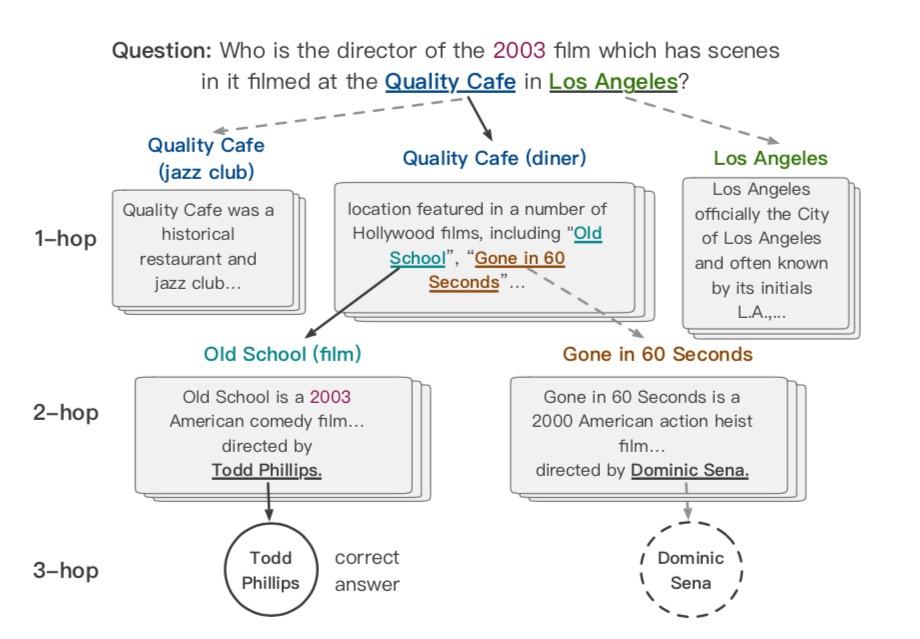 Question: Who is the director of the 2003 film which has scenes
in it filmed at the Quality Cafe in Los Angeles?
Quality Cafe
(jazz club)
Quality Cafe (diner)
Los Angeles
1-hop
Quality Cafe was a
historical
restaurant and
jazz club...
location featured in a number of
Hollywood films, including "Old
School", "Gone in 60
Seconds"...
Los Angeles
officially the City
of Los Angeles
and often known
by its initials
L.A.,...
Old School (film)
Gone in 60 Seconds
2-hop
Old School is a 2003
American comedy film...
directed by
Todd Phillips.
Gone in 60 Seconds is a
2000 American action heist
film...
directed by Dominic Sena.
3-hop
Todd
Phillips
correct
answer
Dominic
Sena